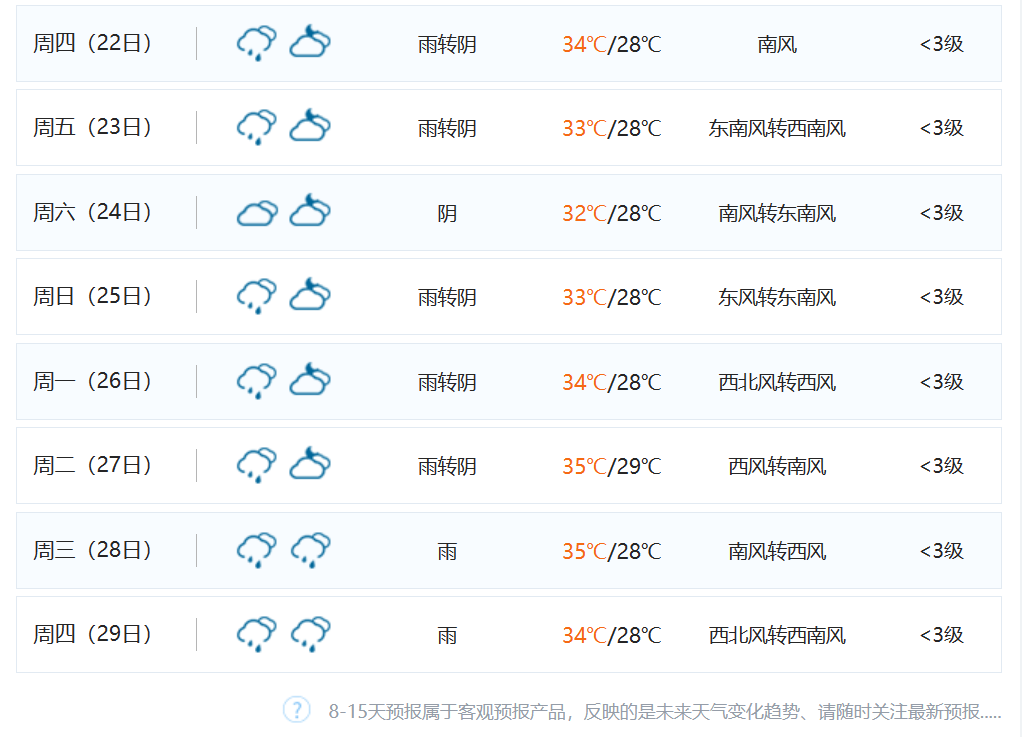 周四（22日） 雨转阴 34℃/28℃ 南风 <3级
周五（23日） 雨转阴 33℃/28℃ 东南风转西南风 <3级
周六（24日） 阴 32℃/28℃ 南风转东南风 <3级
周日（25日） 雨转阴 33℃/28℃ 东风转东南风 <3级
周一（26日） 雨转阴 34℃/28℃ 西北风转西风 <3级
周二（27日） 雨转阴 35℃/29℃ 西风转南风 <3级
周三（28日） 雨 35℃/28℃ 南风转西风 <3级
周四（29日） 雨 34℃/28℃ 西北风转西南风 <3级
? 8-15天预报属于客观预报产品，反映的是未来天气变化趋势、请随时关注最新预报.....